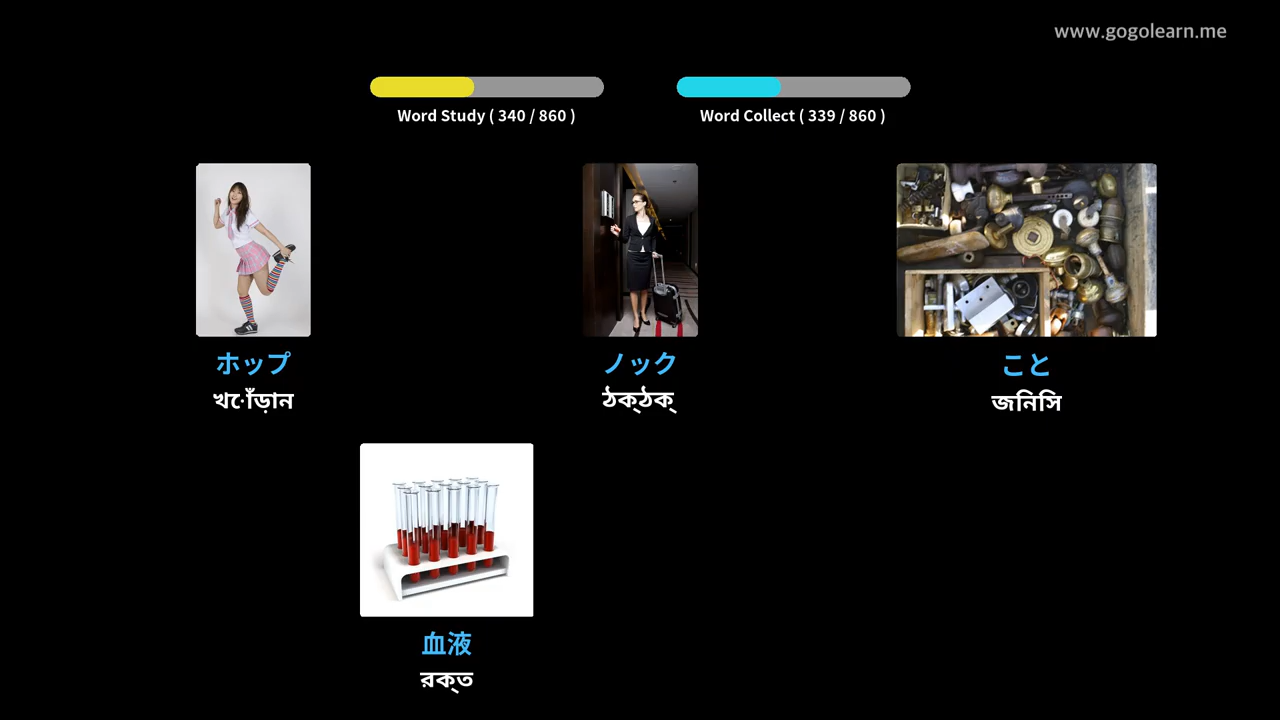 www.gogolearn.me
Word Study ( 340 / 860 )
Word Collect ( 339 / 860 )
ホップ
ノック
こと
খোঁড়ান
ঠক্ঠক্
জিনিস
血液
রক্ত